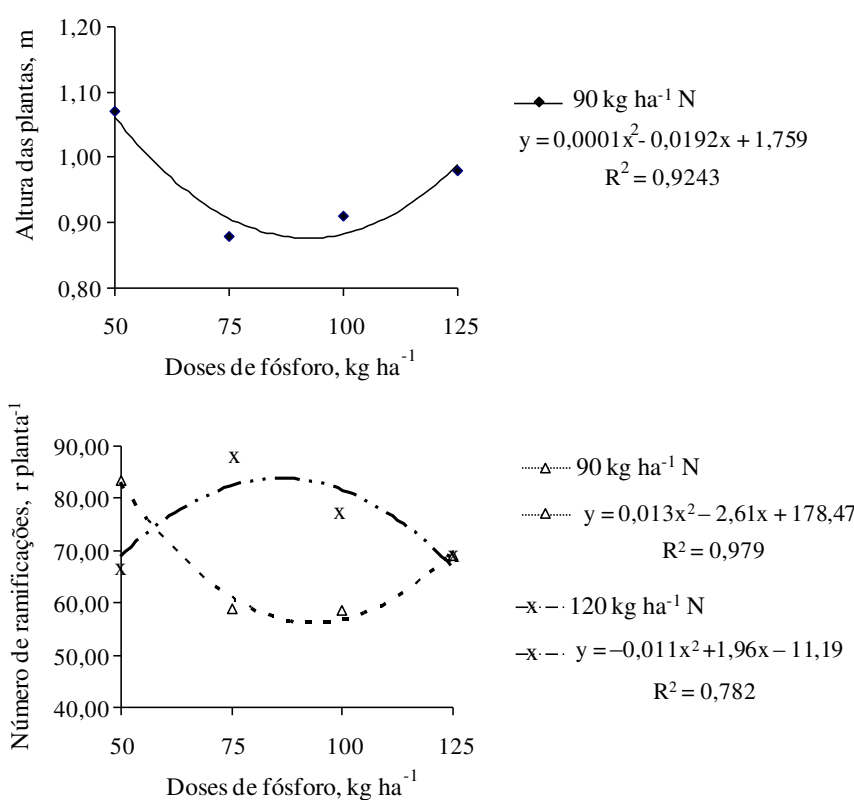 Altura das plantas, m
1,20
1,10
1,00
0,90
0,80
50 75 100 125
Doses de fósforo, kg ha⁻¹
90 kg ha⁻¹ N
y = 0,0001x² - 0,0192x + 1,759
R² = 0,9243
Número de ramificações, r planta⁻¹
90,00
80,00
70,00
60,00
50,00
40,00
50 75 100 125
Doses de fósforo, kg ha⁻¹
90 kg ha⁻¹ N
y = 0,013x² – 2,61x + 178,47
R² = 0,979
120 kg ha⁻¹ N
y = –0,011x² +1,96x – 11,19
R² = 0,782